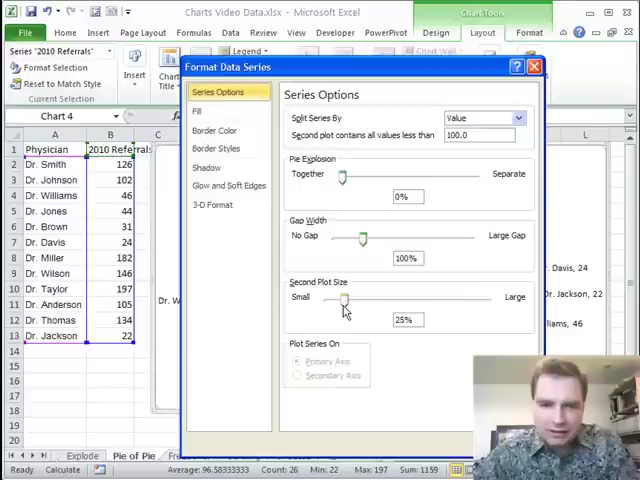 Charts Video Data.xlsx - Microsoft Excel
Chart Tools
File
Home
Insert
Page Layout
Formulas
Data
Review
View
Developer
PowerPivot
Design
Layout
Format
Series "2010 Referrals"
Format Selection
Reset to Match Style
Current Selection
Insert
Chart
Title
Legend
Chart Wall
Chart 4
A B C L
1 Physician 2010 Referrals
2 Dr. Smith 126
3 Dr. Johnson 102
4 Dr. Williams 46
5 Dr. Jones 44
6 Dr. Brown 31
7 Dr. Davis 24
8 Dr. Miller 182
9 Dr. Wilson 146
10 Dr. Taylor 197
11 Dr. Anderson 105
12 Dr. Thomas 134
13 Dr. Jackson 22
14
15
16
17
18
19
20
Dr. W
Format Data Series
Series Options
Fill
Border Color
Border Styles
Shadow
Glow and Soft Edges
3-D Format
Series Options
Split Series By Value
Second plot contains all values less than 100.0
Pie Explosion
Together Separate
0%
Gap Width
No Gap Large Gap
100%
Second Plot Size
Small Large
25%
Plot Series On
Primary Axis
Secondary Axis
Dr. Davis, 24
Dr. Jackson, 22
illiams, 46
Explode
Pie of Pie
Ready
Calculate
Average: 96.58333333
Count: 26
Min: 22
Max: 197
Sum: 1159